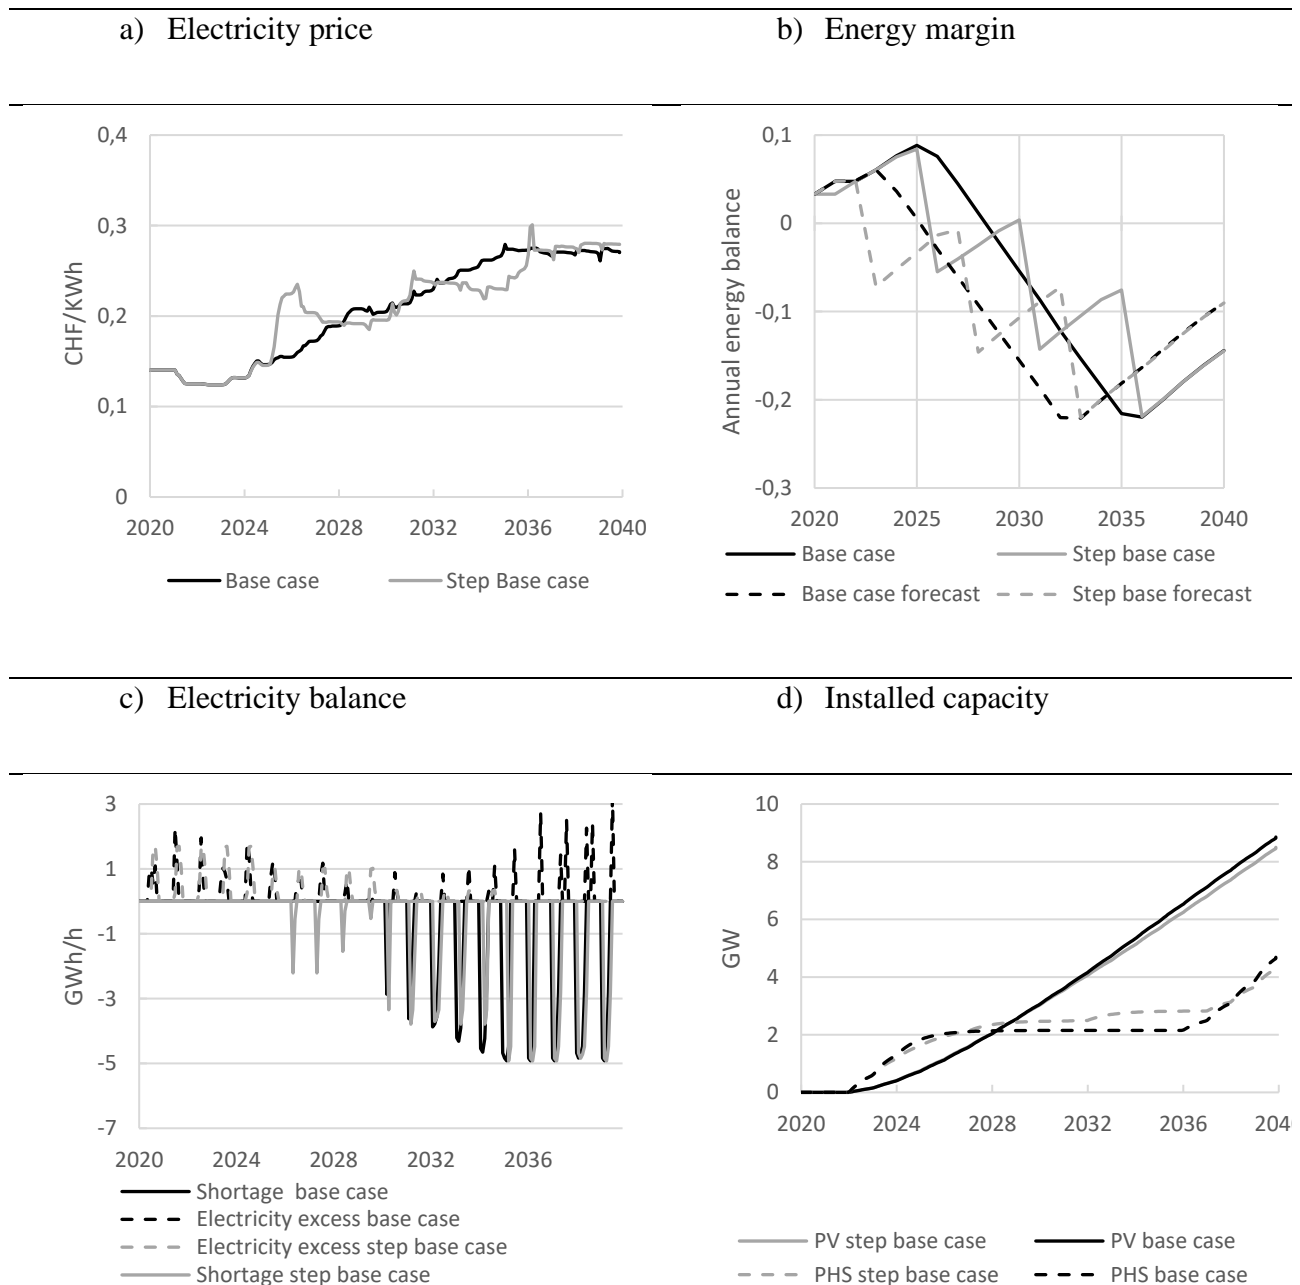 a) Electricity price
b) Energy margin
0,4
0,3
0,2
0,1
0
CHF/KWh
2020 2024 2028 2032 2036 2040
Base case Step Base case
0,1
0
-0,1
-0,2
-0,3
Annual energy balance
2020 2025 2030 2035 2040
Base case Step base case
Base case forecast Step base forecast
c) Electricity balance
d) Installed capacity
3
1
-1
-3
-5
-7
GWh/h
2020 2024 2028 2032 2036
Shortage base case
Electricity excess base case
Electricity excess step base case
Shortage step base case
10
8
6
4
2
0
GW
2020 2024 2028 2032 2036 204
PV step base case PV base case
PHS step base case PHS base case